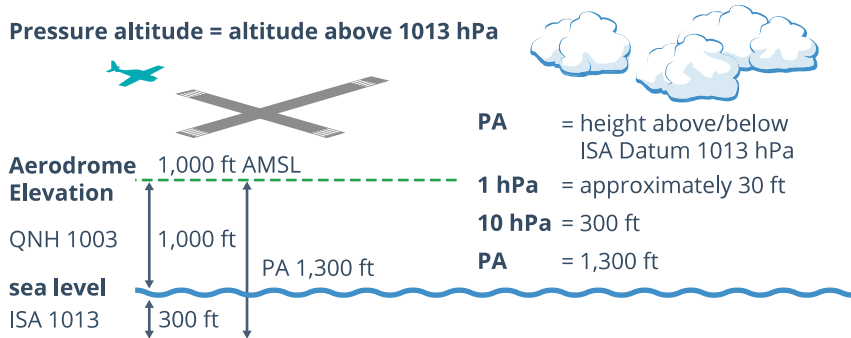 Pressure altitude = altitude above 1013 hPa
PA = height above/below
ISA Datum 1013 hPa
1 hPa = approximately 30 ft
10 hPa = 300 ft
PA = 1,300 ft
Aerodrome
Elevation
1,000 ft AMSL
QNH 1003
1,000 ft
PA 1,300 ft
sea level
ISA 1013
300 ft